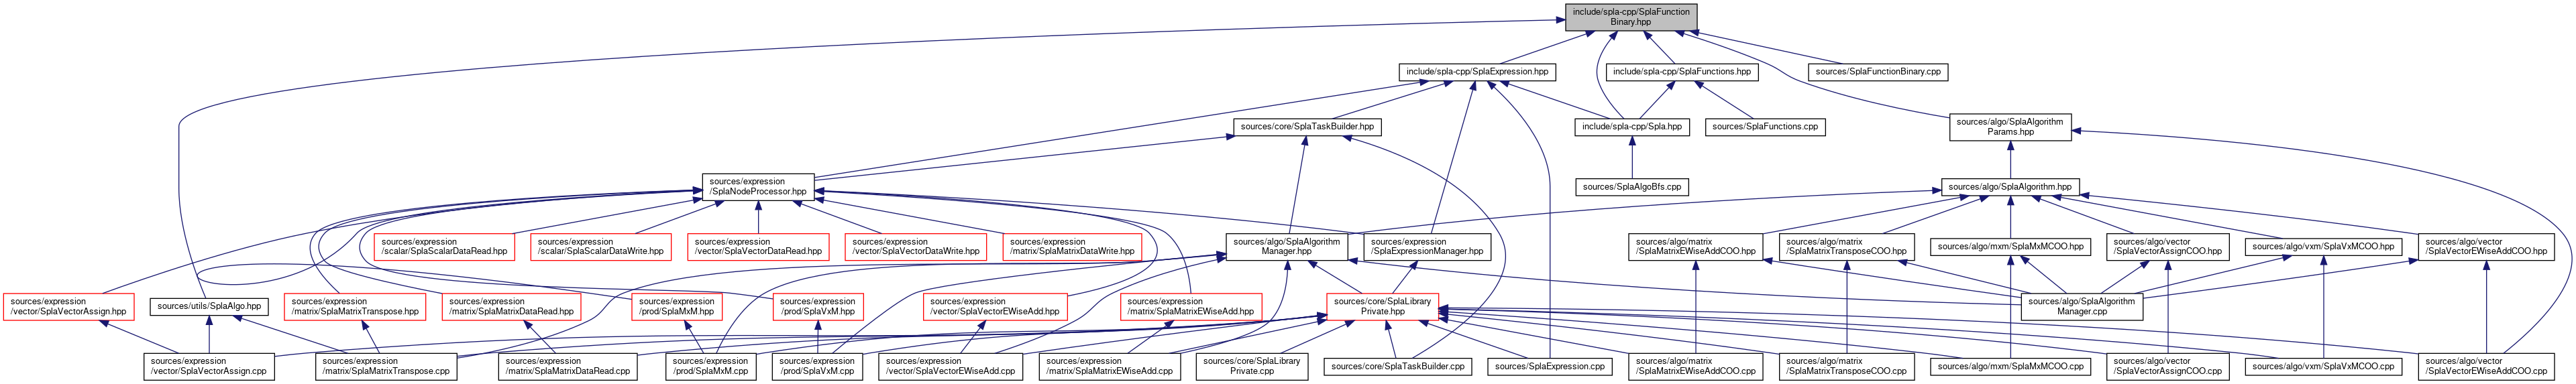 include/spla-cpp/SplaFunction
Binary.hpp
include/spla-cpp/SplaExpression.hpp
include/spla-cpp/SplaFunctions.hpp
sources/SplaFunctionBinary.cpp
sources/core/SplaTaskBuilder.hpp
include/spla-cpp/Spla.hpp
sources/SplaFunctions.cpp
sources/algo/SplaAlgorithm
Params.hpp
sources/expression
/SplaNodeProcessor.hpp
sources/SplaAlgoBfs.cpp
sources/algo/SplaAlgorithm.hpp
sources/expression
/scalar/SplaScalarDataRead.hpp
sources/expression
/scalar/SplaScalarDataWrite.hpp
sources/expression
/vector/SplaVectorDataRead.hpp
sources/expression
/vector/SplaVectorDataWrite.hpp
sources/expression
/matrix/SplaMatrixDataWrite.hpp
sources/algo/SplaAlgorithm
Manager.hpp
sources/expression
/SplaExpressionManager.hpp
sources/algo/matrix
/SplaMatrixEWiseAddCOO.hpp
sources/algo/matrix
/SplaMatrixTransposeCOO.hpp
sources/algo/mxm/SplaMxMCOO.hpp
sources/algo/vector
/SplaVectorAssignCOO.hpp
sources/algo/vxm/SplaVxMCOO.hpp
sources/algo/vector
/SplaVectorEWiseAddCOO.hpp
sources/expression
/vector/SplaVectorAssign.hpp
sources/utils/SplaAlgo.hpp
sources/expression
/matrix/SplaMatrixTranspose.hpp
sources/expression
/matrix/SplaMatrixDataRead.hpp
sources/expression
/prod/SplaMxM.hpp
sources/expression
/prod/SplaVxM.hpp
sources/expression
/vector/SplaVectorEWiseAdd.hpp
sources/expression
/matrix/SplaMatrixEWiseAdd.hpp
sources/core/SplaLibrary
Private.hpp
sources/algo/SplaAlgorithm
Manager.cpp
sources/expression
/vector/SplaVectorAssign.cpp
sources/expression
/matrix/SplaMatrixTranspose.cpp
sources/expression
/matrix/SplaMatrixDataRead.cpp
sources/expression
/prod/SplaMxM.cpp
sources/expression
/prod/SplaVxM.cpp
sources/expression
/vector/SplaVectorEWiseAdd.cpp
sources/expression
/matrix/SplaMatrixEWiseAdd.cpp
sources/core/SplaLibrary
Private.cpp
sources/core/SplaTaskBuilder.cpp
sources/SplaExpression.cpp
sources/algo/matrix
/SplaMatrixEWiseAddCOO.cpp
sources/algo/matrix
/SplaMatrixTransposeCOO.cpp
sources/algo/mxm/SplaMxMCOO.cpp
sources/algo/vector
/SplaVectorAssignCOO.cpp
sources/algo/vxm/SplaVxMCOO.cpp
sources/algo/vector
/SplaVectorEWiseAddCOO.cpp